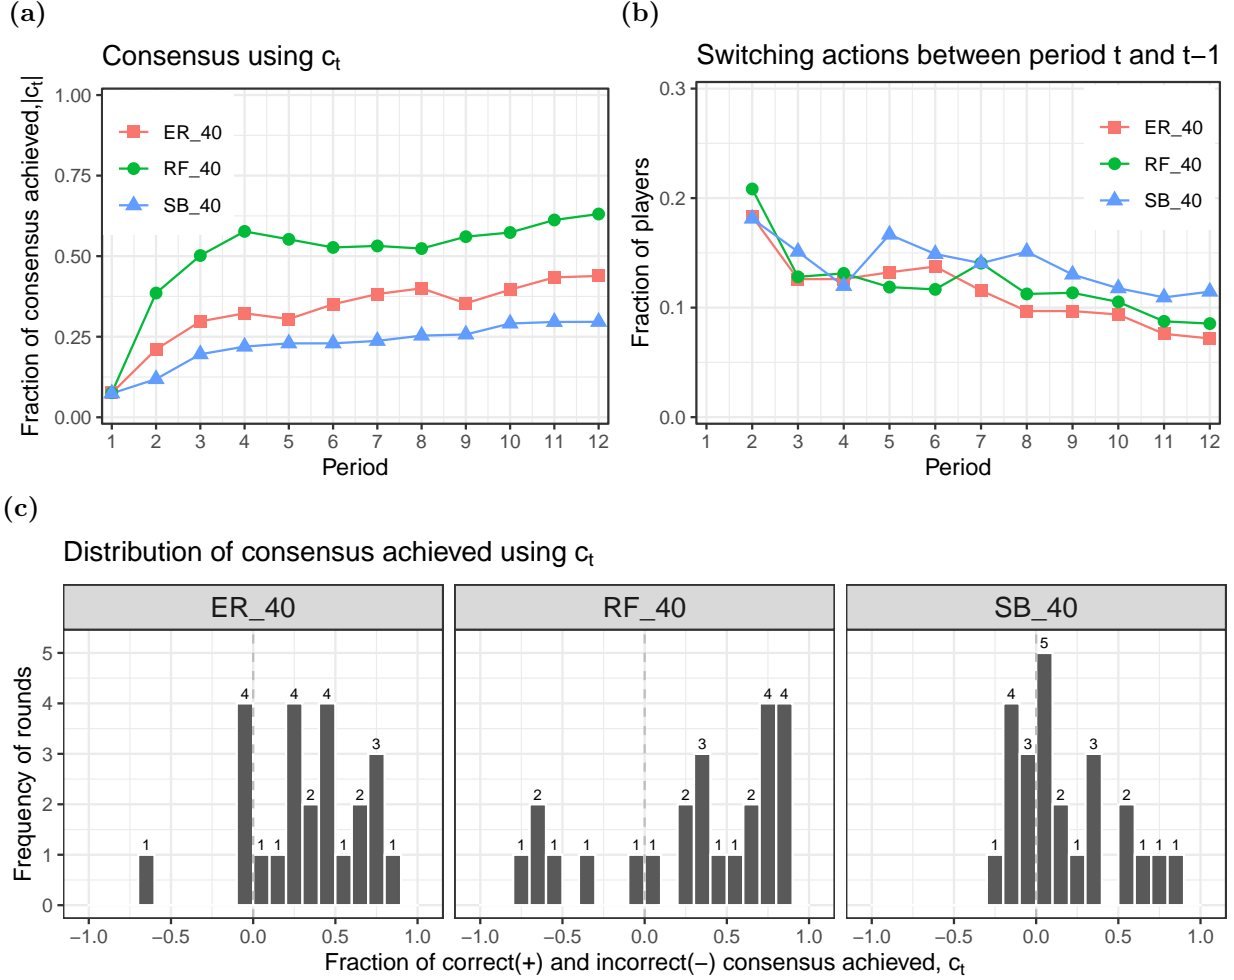 (a)
Consensus using ct
Fraction of consensus achieved,|ct|
1.00
0.75
0.50
0.25
0.00
ER_40
RF_40
SB_40
1 2 3 4 5 6 7 8 9 10 11 12
Period
(b)
Switching actions between period t and t−1
Fraction of players
0.3
0.2
0.1
0.0
ER_40
RF_40
SB_40
1 2 3 4 5 6 7 8 9 10 11 12
Period
(c)
Distribution of consensus achieved using ct
Frequency of rounds
5
4
3
2
1
0
ER_40
1 4 1 1 4 2 4 1 2 3 1
−1.0 −0.5 0.0 0.5 1.0
RF_40
1 2 1 1 1 1 2 3 1 1 2 4 4
−1.0 −0.5 0.0 0.5 1.0
SB_40
1 4 3 5 2 1 3 2 1 1 1
−1.0 −0.5 0.0 0.5 1.0
Fraction of correct(+) and incorrect(−) consensus achieved, ct